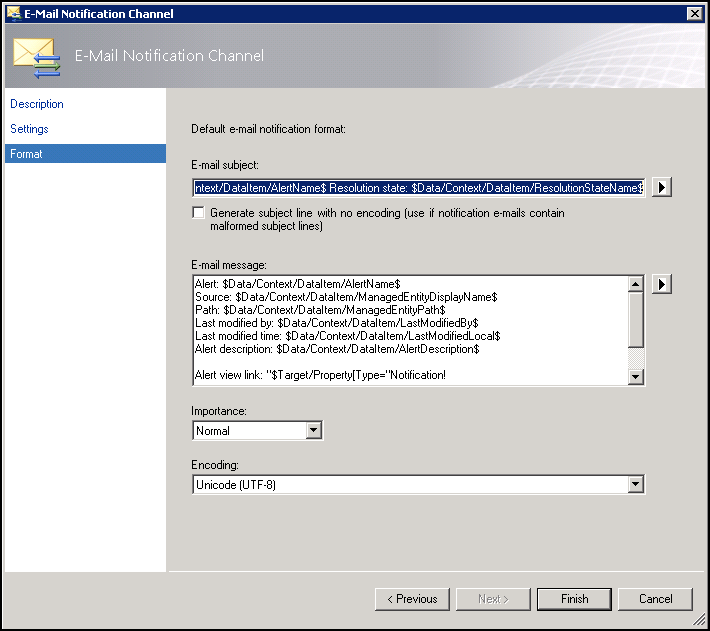 E-Mail Notification Channel
E-Mail Notification Channel
Description
Settings
Format
Default e-mail notification format:
E-mail subject:
ntext/DataItem/AlertName$ Resolution state: $Data/Context/DataItem/ResolutionStateName$
Generate subject line with no encoding (use if notification e-mails contain
malformed subject lines)
E-mail message:
Alert: $Data/Context/DataItem/AlertName$
Source: $Data/Context/DataItem/ManagedEntityDisplayName$
Path: $Data/Context/DataItem/ManagedEntityPath$
Last modified by: $Data/Context/DataItem/LastModifiedBy$
Last modified time: $Data/Context/DataItem/LastModifiedLocal$
Alert description: $Data/Context/DataItem/AlertDescription$
Alert view link: "$Target/Property[Type="Notification!
Importance:
Normal
Encoding:
Unicode (UTF-8)
< Previous
Next >
Finish
Cancel